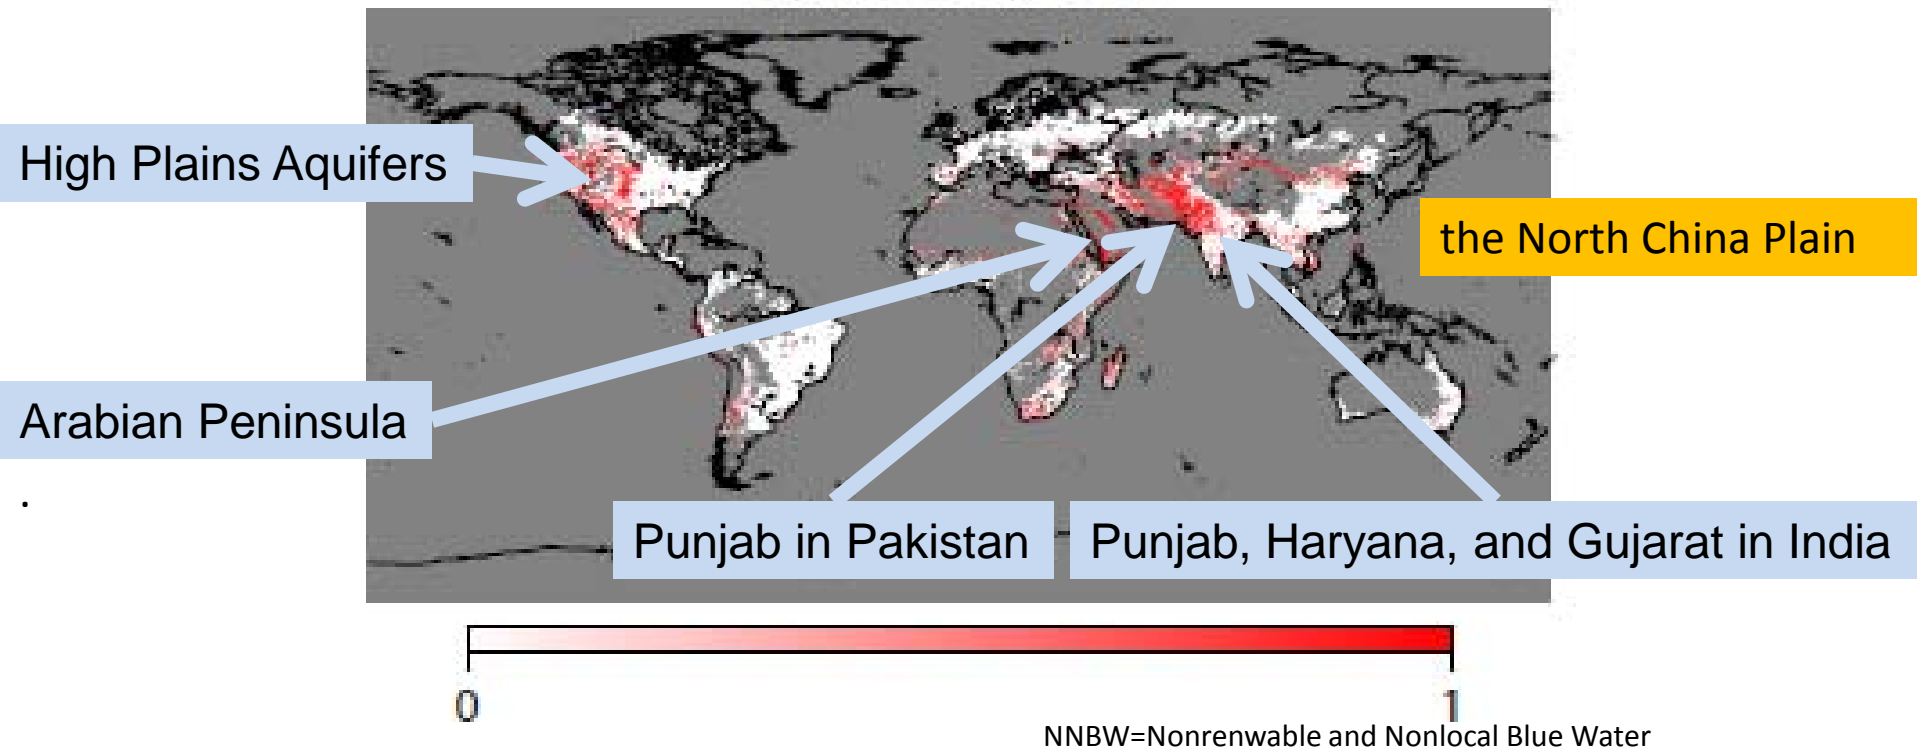 High Plains Aquifers
the North China Plain
Arabian Peninsula
.
Punjab in Pakistan
Punjab, Haryana, and Gujarat in India
0
1
NNBW=Nonrenwable and Nonlocal Blue Water